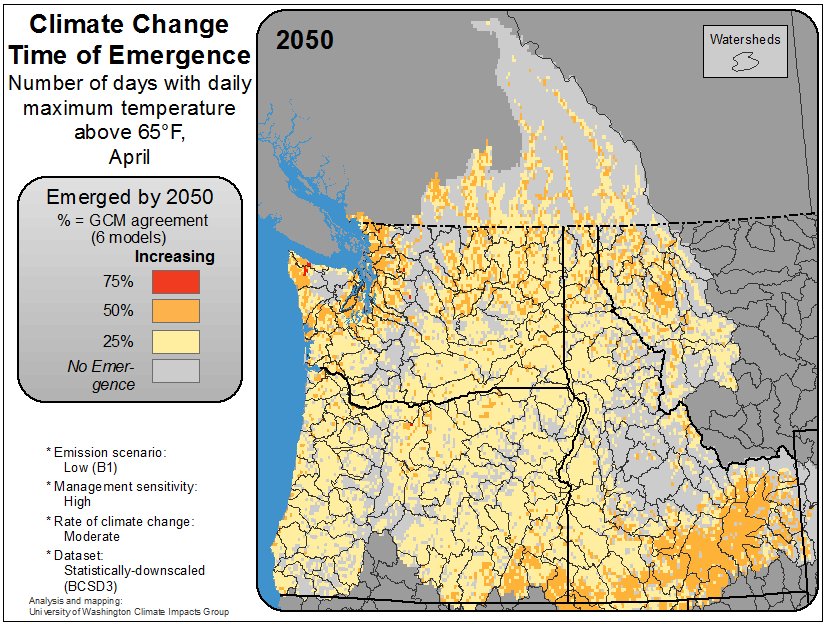 Climate Change
Time of Emergence
Number of days with daily
maximum temperature
above 65°F,
April
Emerged by 2050
% = GCM agreement
(6 models)
Increasing
75%
50%
25%
No Emer-
gence
* Emission scenario:
Low (B1)
* Management sensitivity:
High
* Rate of climate change:
Moderate
* Dataset:
Statistically-downscaled
(BCSD3)
Analysis and mapping:
University of Washington Climate Impacts Group
2050
Watersheds